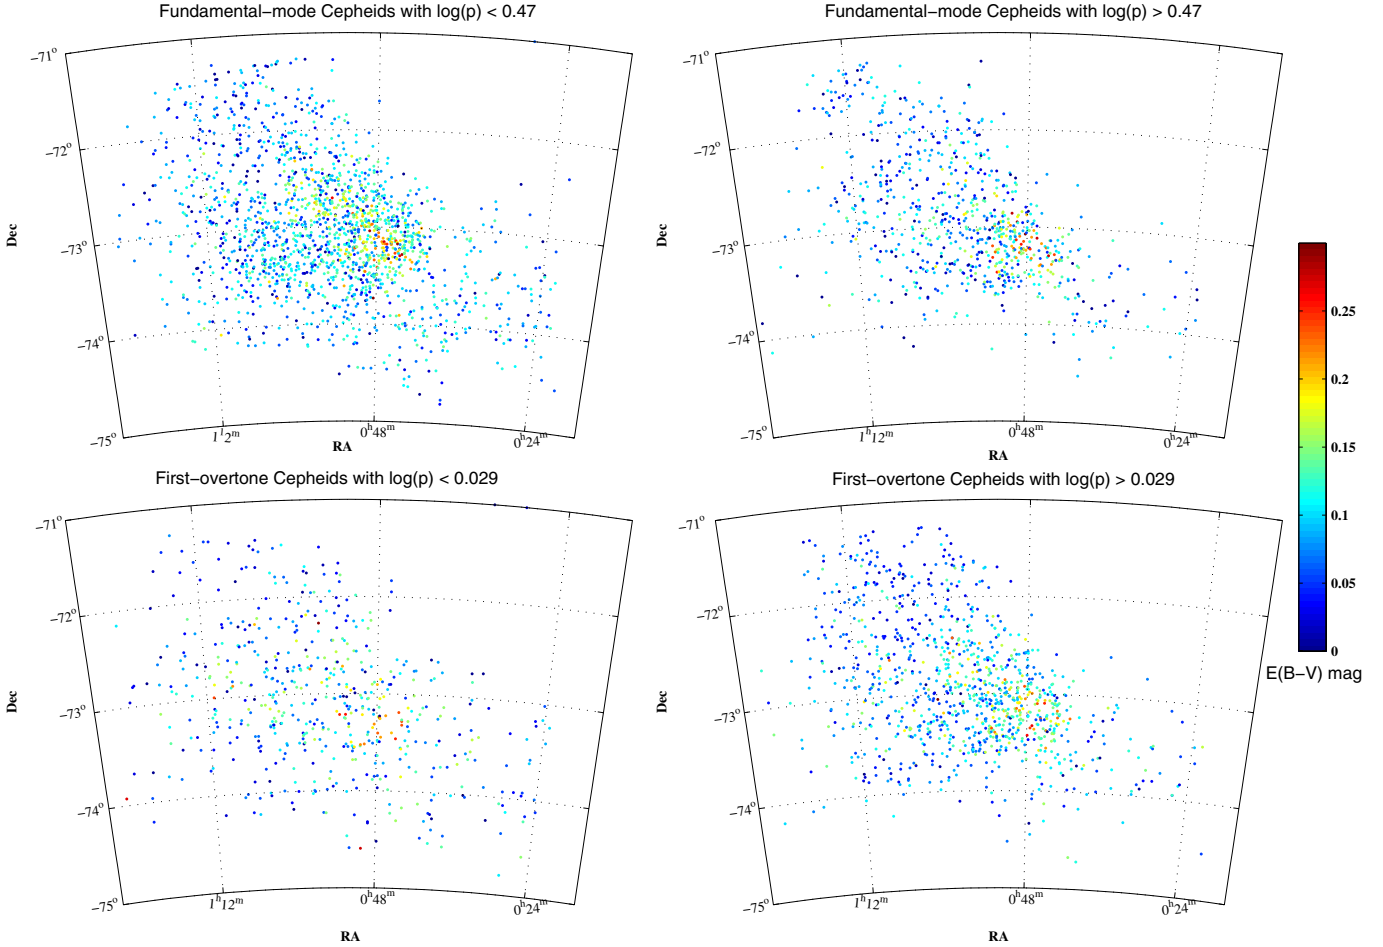 Fundamental−mode Cepheids with log(p) < 0.47
−71°
−72°
−73°
−74°
−75°
Dec
1 12ᵐ
0ʰ48ᵐ
0ʰ24ᵐ
RA
Fundamental−mode Cepheids with log(p) > 0.47
−71°
−72°
−73°
−74°
−75°
Dec
1ʰ12ᵐ
0ʰ48ᵐ
0ʰ24ᵐ
RA
0.25
0.2
0.15
0.1
0.05
0
E(B−V) mag
First−overtone Cepheids with log(p) < 0.029
−71°
−72°
−73°
−74°
−75°
Dec
1ʰ12ᵐ
0ʰ48ᵐ
0ʰ24ᵐ
RA
First−overtone Cepheids with log(p) > 0.029
−71°
−72°
−73°
−74°
−75°
Dec
1ʰ12ᵐ
0ʰ48ᵐ
0ʰ24ᵐ
RA